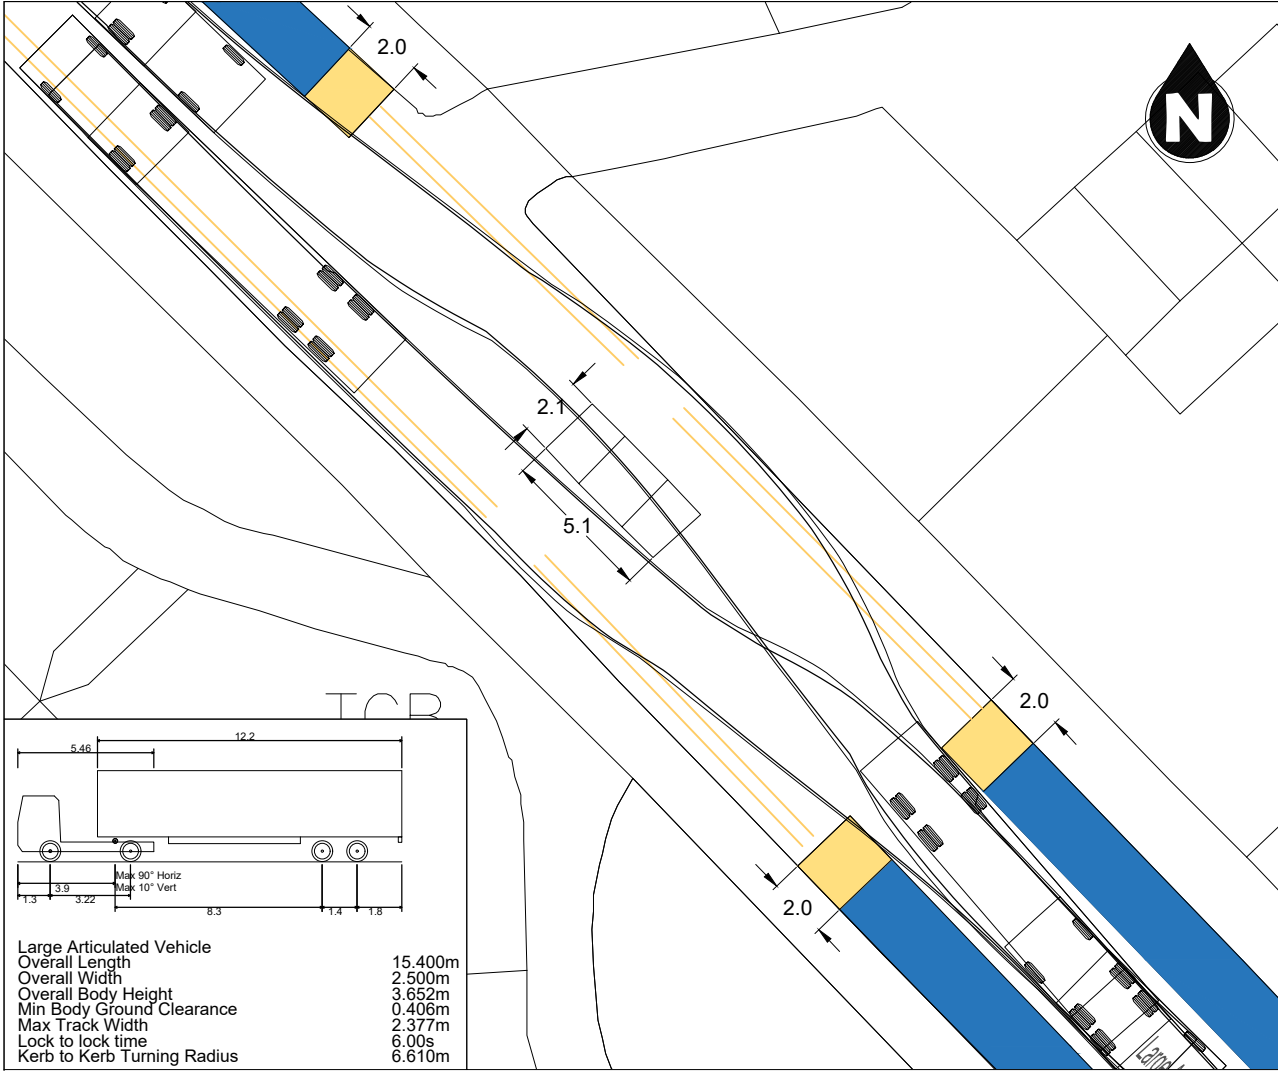 2.0
N
2.1
5.1
2.0
TCB
12.2
5.46
Max 90° Horiz
Max 10° Vert
3.9
1.3
3.22
8.3
1.4
1.8
2.0
Large Articulated Vehicle
Overall Length 15.400m
Overall Width 2.500m
Overall Body Height 3.652m
Min Body Ground Clearance 0.406m
Max Track Width 2.377m
Lock to lock time 6.00s
Kerb to Kerb Turning Radius 6.610m
Large